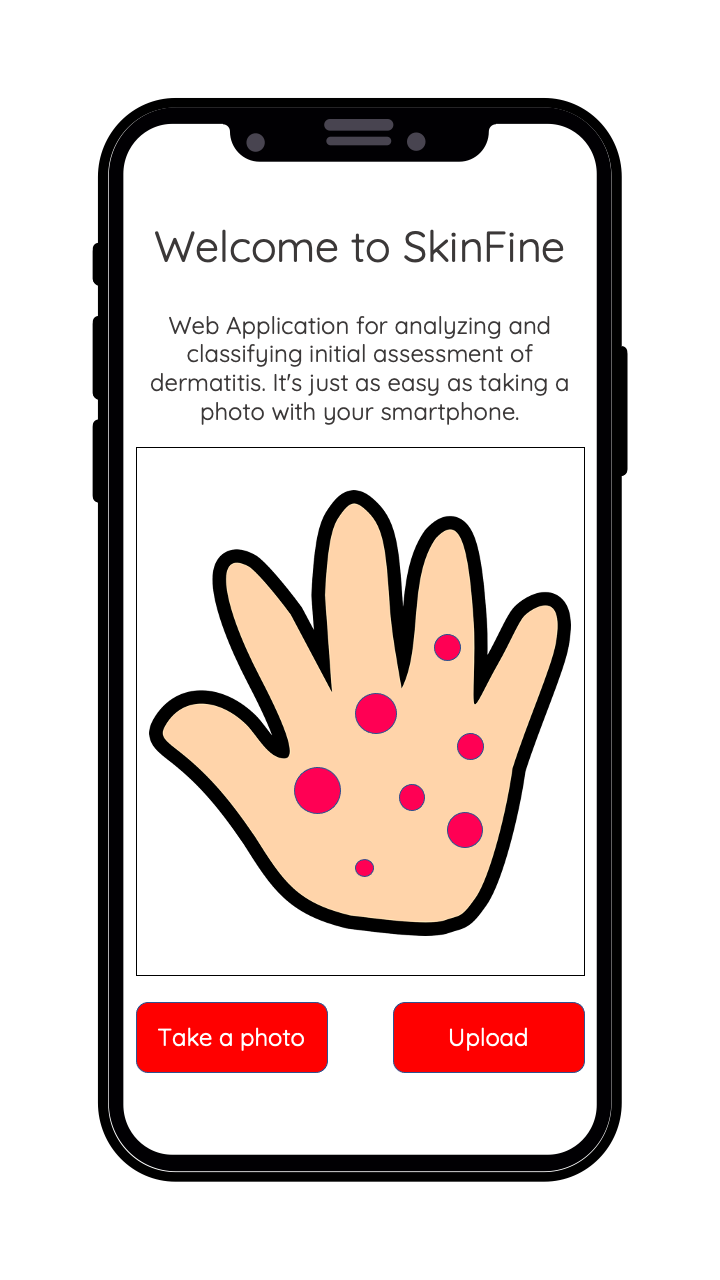 Welcome to SkinFine
Web Application for analyzing and
classifying initial assessment of
dermatitis. It's just as easy as taking a
photo with your smartphone.
Take a photo
Upload